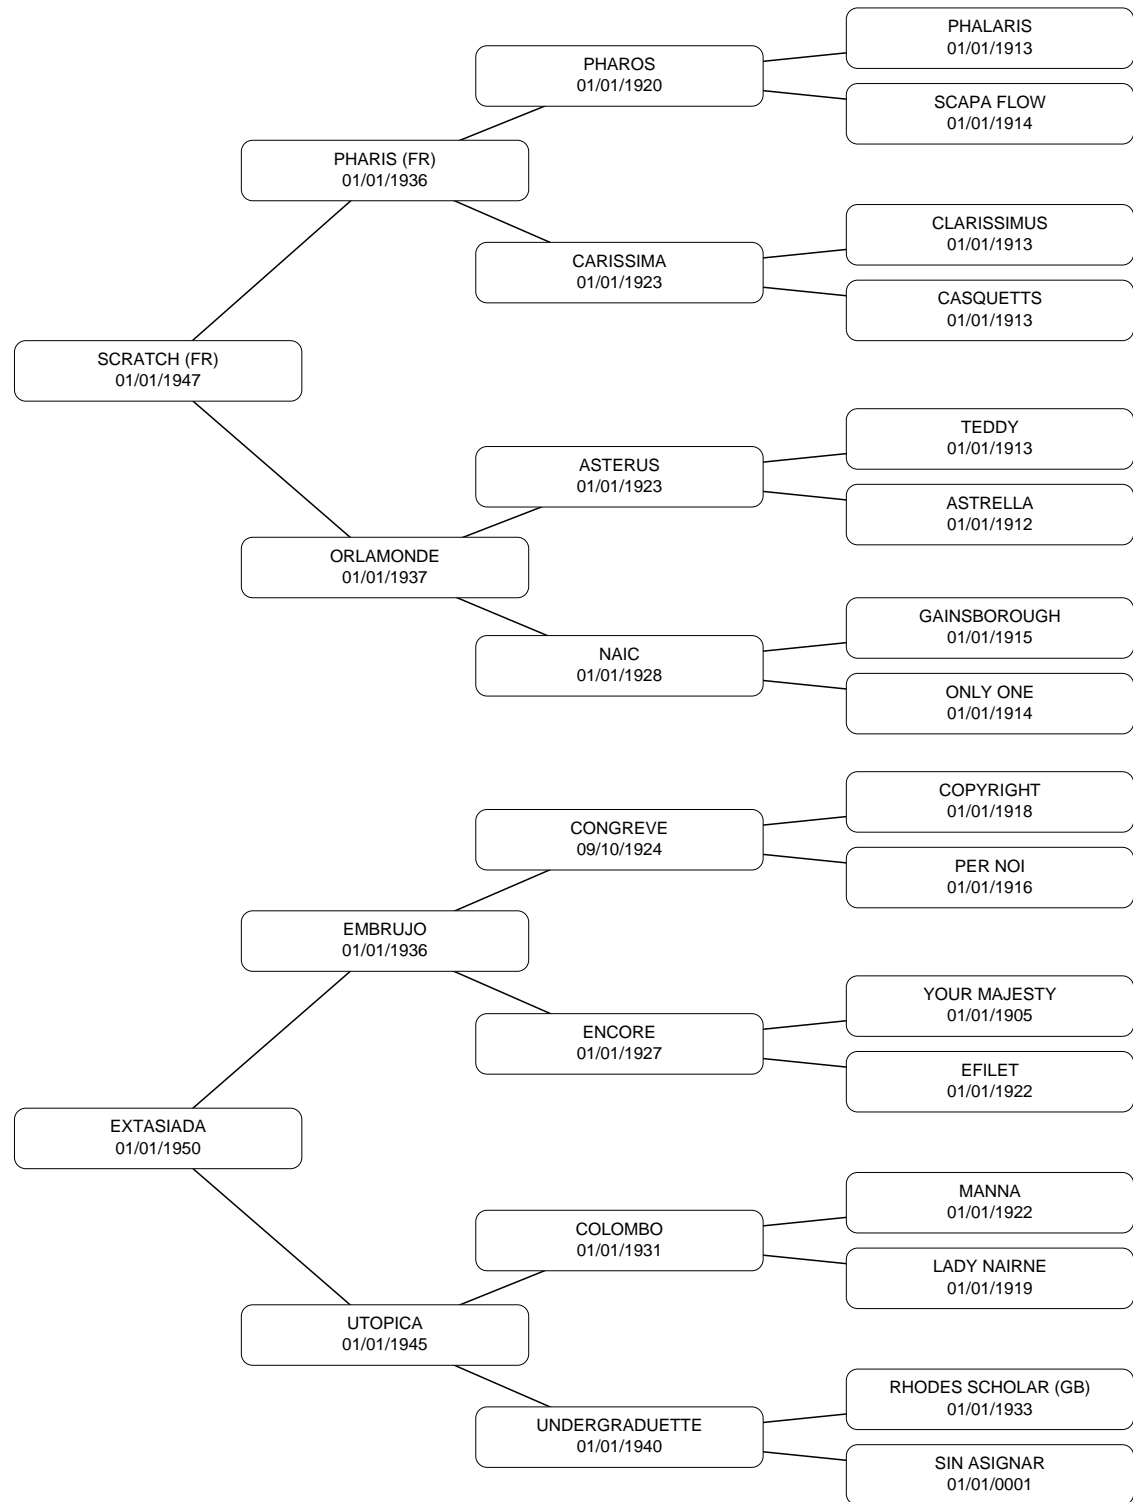 PHALARIS
01/01/1913
PHAROS
01/01/1920
SCAPA FLOW
01/01/1914
PHARIS (FR)
01/01/1936
CLARISSIMUS
01/01/1913
CARISSIMA
01/01/1923
CASQUETTS
01/01/1913
SCRATCH (FR)
01/01/1947
TEDDY
01/01/1913
ASTERUS
01/01/1923
ASTRELLA
01/01/1912
ORLAMONDE
01/01/1937
GAINSBOROUGH
01/01/1915
NAIC
01/01/1928
ONLY ONE
01/01/1914
COPYRIGHT
01/01/1918
CONGREVE
09/10/1924
PER NOI
01/01/1916
EMBRUJO
01/01/1936
YOUR MAJESTY
01/01/1905
ENCORE
01/01/1927
EFILET
01/01/1922
EXTASIADA
01/01/1950
MANNA
01/01/1922
COLOMBO
01/01/1931
LADY NAIRNE
01/01/1919
UTOPICA
01/01/1945
RHODES SCHOLAR (GB)
01/01/1933
UNDERGRADUETTE
01/01/1940
SIN ASIGNAR
01/01/0001